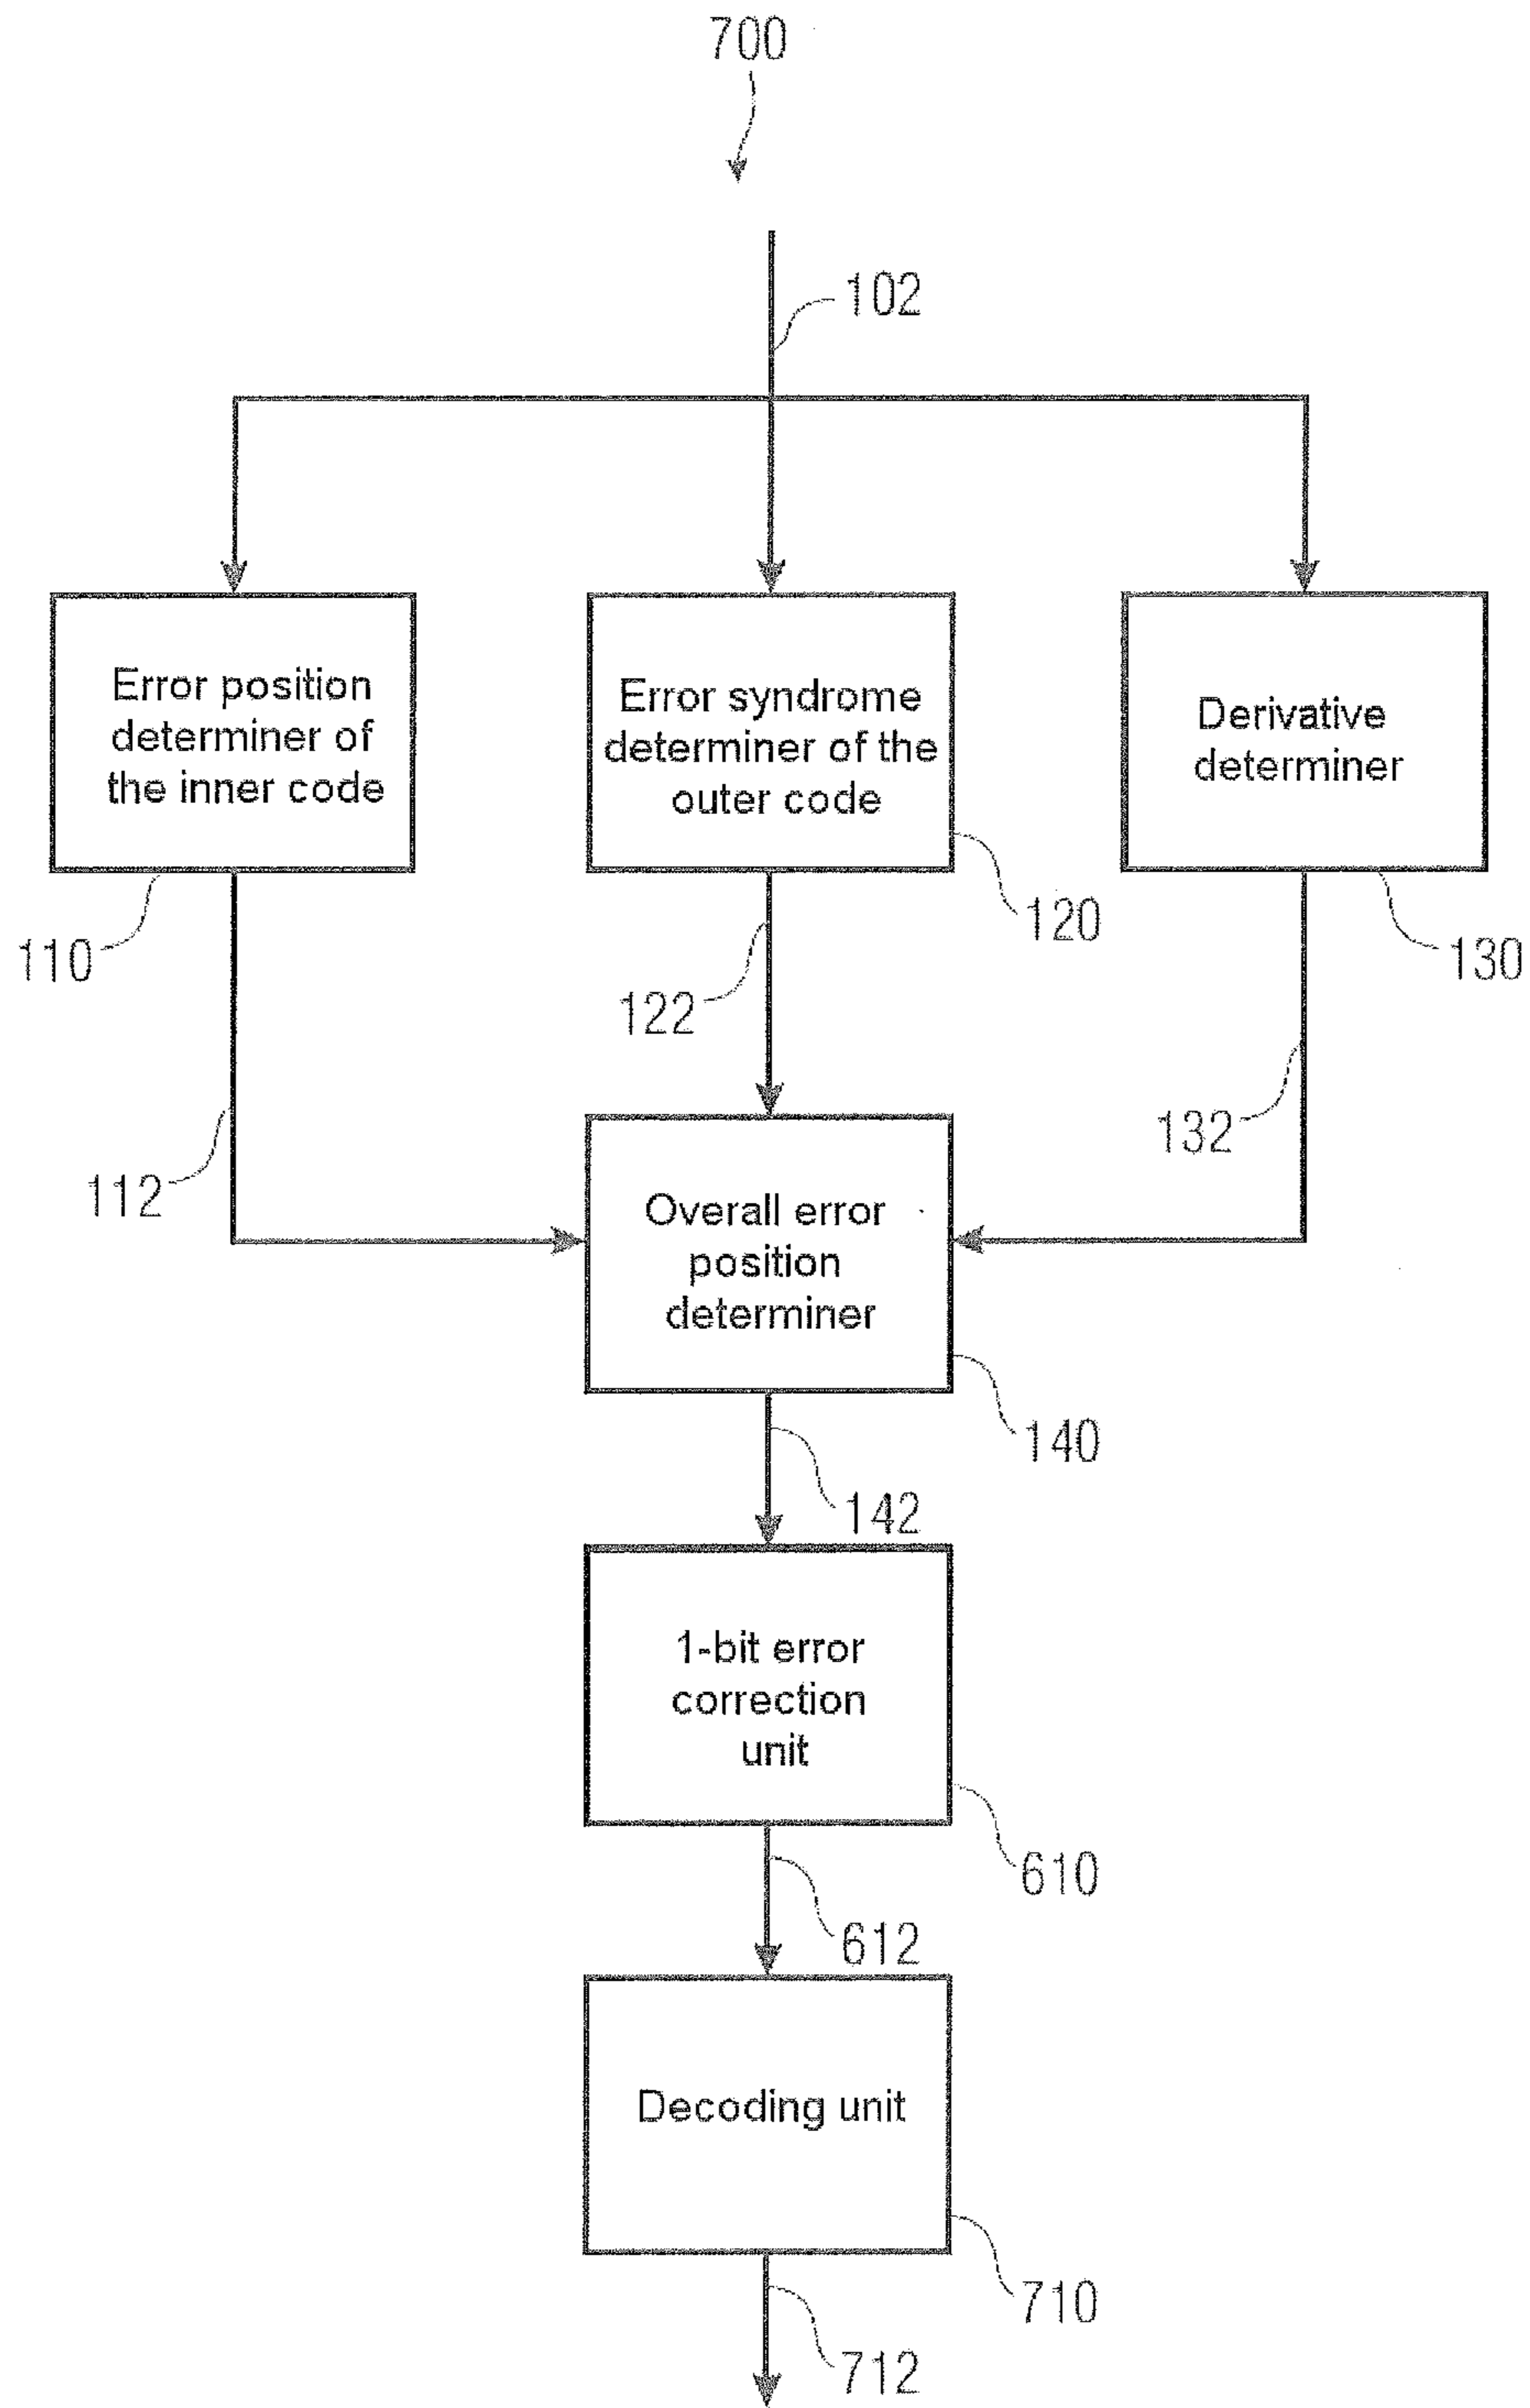 700
102
Error position
determiner of
the inner code
Error syndrome
determiner of the
outer code
Derivative
determiner
110
120
130
122
112
132
Overall error
position
determiner
140
142
1-bit error
correction
unit
610
612
Decoding unit
710
712